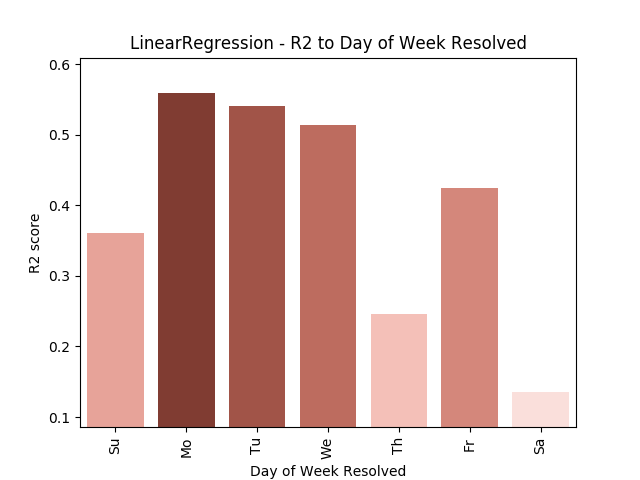 LinearRegression - R2 to Day of Week Resolved
0.6
0.5
0.4
0.3
0.2
0.1
R2 score
Su
Mo
Tu
We
Th
Fr
Sa
Day of Week Resolved